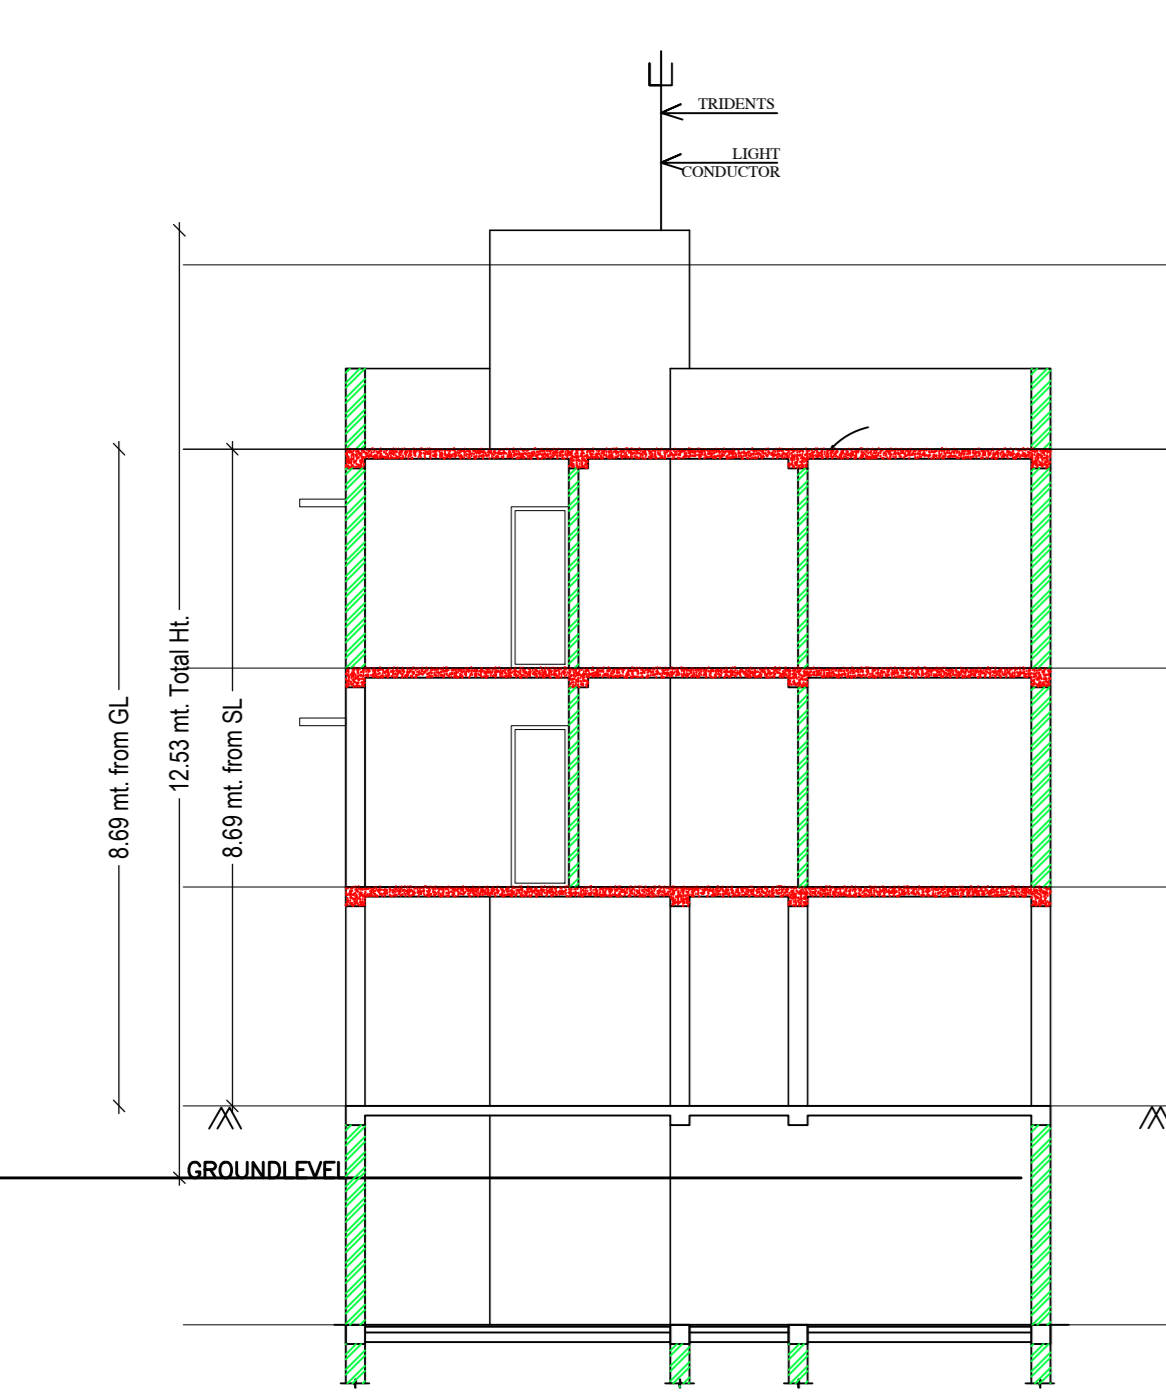 TRIDENTS
LIGHT
CONDUCTOR
8.69 mt. from GL
12.53 mt. Total Ht.
8.69 mt. from SL
GROUNDLEVEL